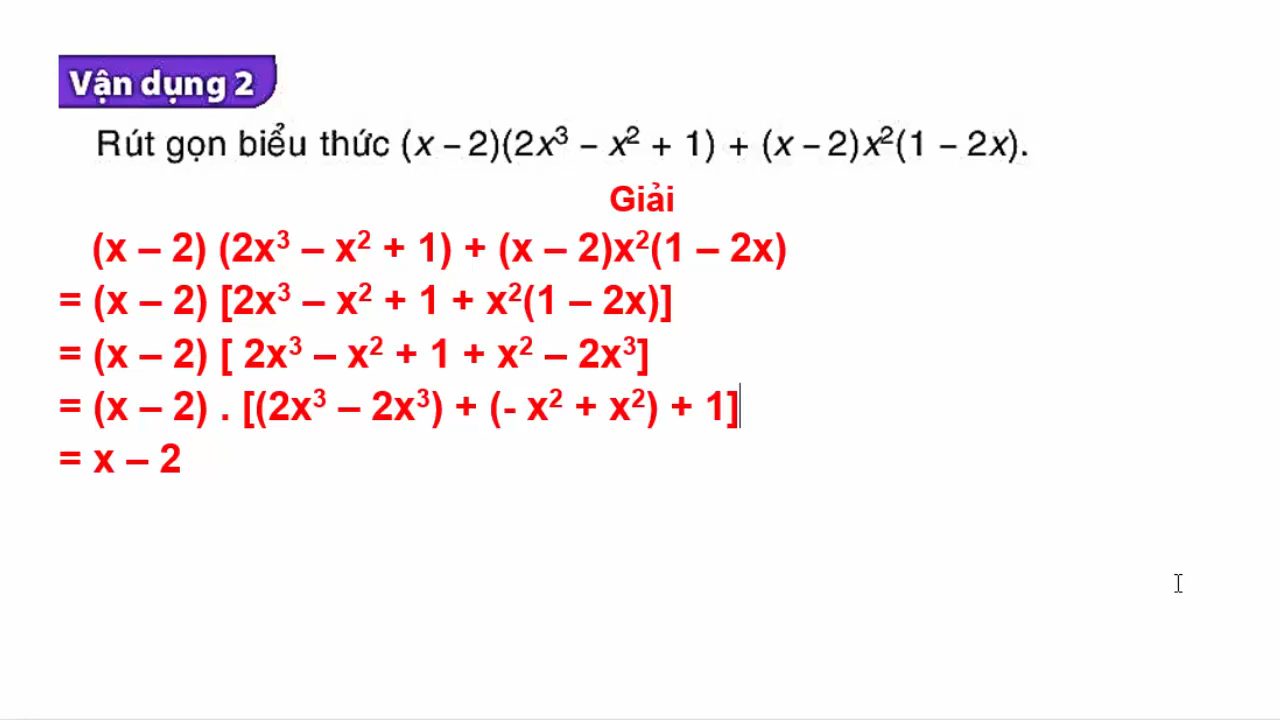 Vận dụng 2
Rút gọn biểu thức (x – 2)(2x³ – x² + 1) + (x – 2)x²(1 – 2x).
Giải
(x – 2) (2x³ – x² + 1) + (x – 2)x²(1 – 2x)
= (x – 2) [2x³ – x² + 1 + x²(1 – 2x)]
= (x – 2) [ 2x³ – x² + 1 + x² – 2x³]
= (x – 2) . [(2x³ – 2x³) + (- x² + x²) + 1]
= x – 2